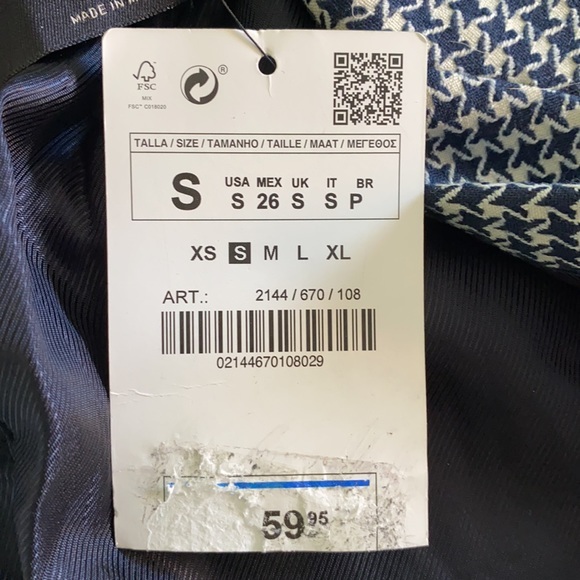 MADE IN
FSC
MIX
FSC™ C018025
®
TALLA / SIZE / TAMANHO / TAILLE / MAAT / ΜΕΓΕΘΟΣ
S
USA MEX UK IT BR
S 26 S S P
XS S M L XL
ART.: 2144 / 670 / 108
02144670108029
59,95